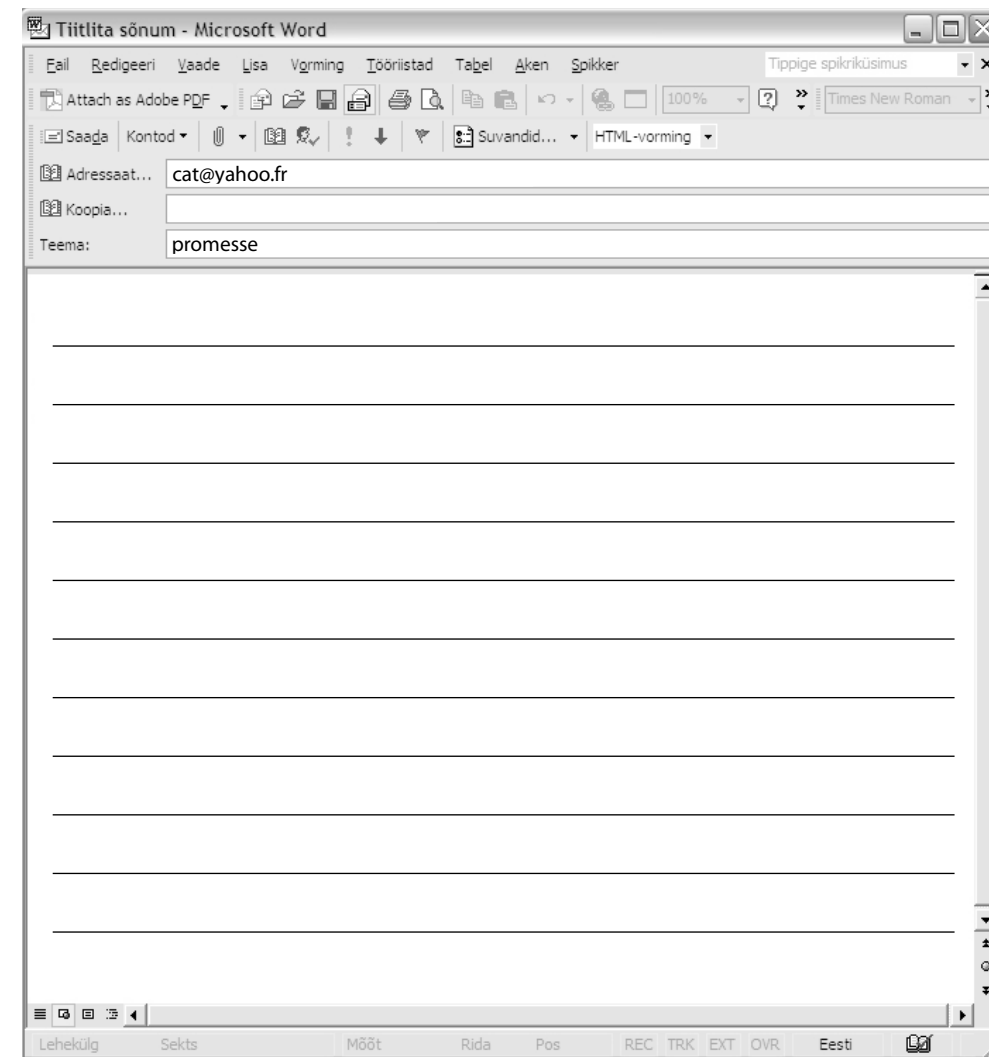 Tiitlita sõnum - Microsoft Word
Fail Redigeeri Vaade Lisa Vorming Tööriistad Tabel Aken Spikker Tippige spikriküsimus
Attach as Adobe PDF 100% Times New Roman
Saada Kontod Suvandid... HTML-vorming
Adressaat... cat@yahoo.fr
Koopia...
Teema: promesse
Lehekülg Sekts Mõõt Rida Pos REC TRK EXT OVR Eesti